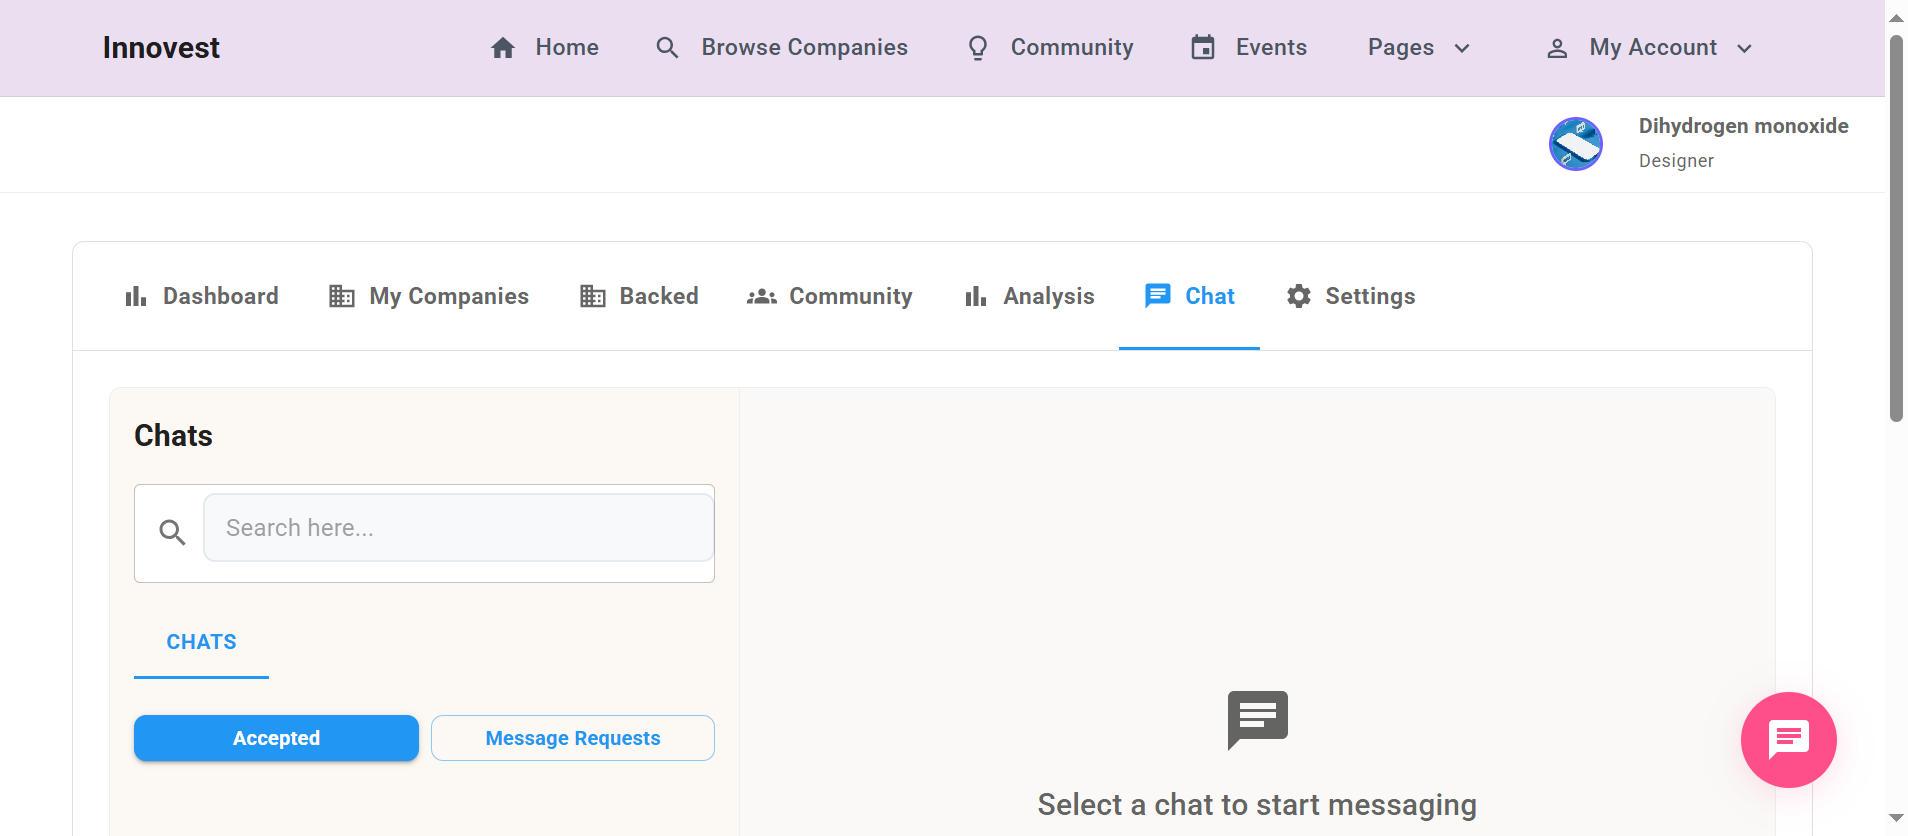 Innovest
Home
Browse Companies
Community
Events
Pages
My Account
Dihydrogen monoxide
Designer
Dashboard
My Companies
Backed
Community
Analysis
Chat
Settings
Chats
Search here...
CHATS
Accepted
Message Requests
Select a chat to start messaging